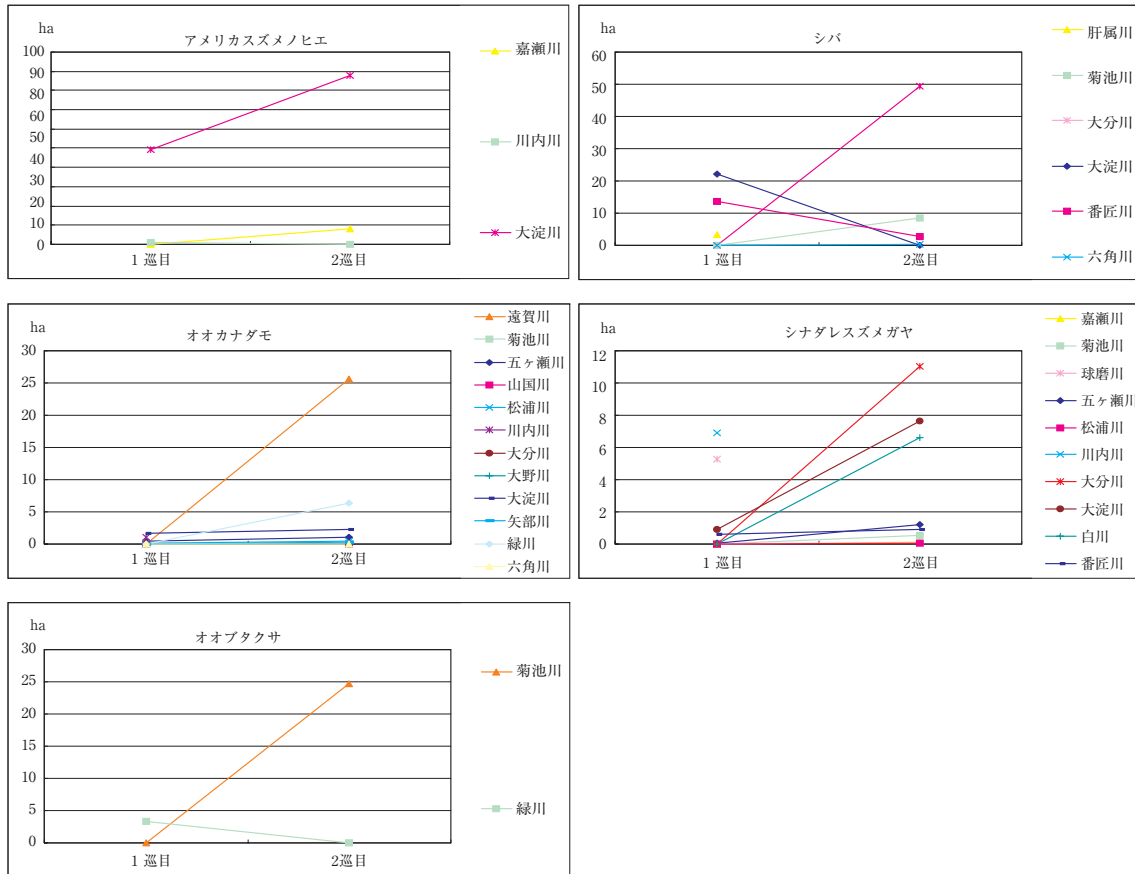 ha
アメリカスズメノヒエ
100
90
80
70
60
50
40
30
20
10
0
1 巡目
2巡目
嘉瀬川
川内川
大淀川
ha
シバ
60
50
40
30
20
10
0
1 巡目
2巡目
肝属川
菊池川
大分川
大淀川
番匠川
六角川
ha
オオカナダモ
30
25
20
15
10
5
0
1 巡目
2巡目
遠賀川
菊池川
五ヶ瀬川
山国川
松浦川
川内川
大分川
大野川
大淀川
矢部川
緑川
六角川
ha
シナダレスズメガヤ
12
10
8
6
4
2
0
1 巡目
2巡目
嘉瀬川
菊池川
球磨川
五ヶ瀬川
松浦川
川内川
大分川
大淀川
白川
番匠川
ha
オオブタクサ
30
25
20
15
10
5
0
1 巡目
2巡目
菊池川
緑川